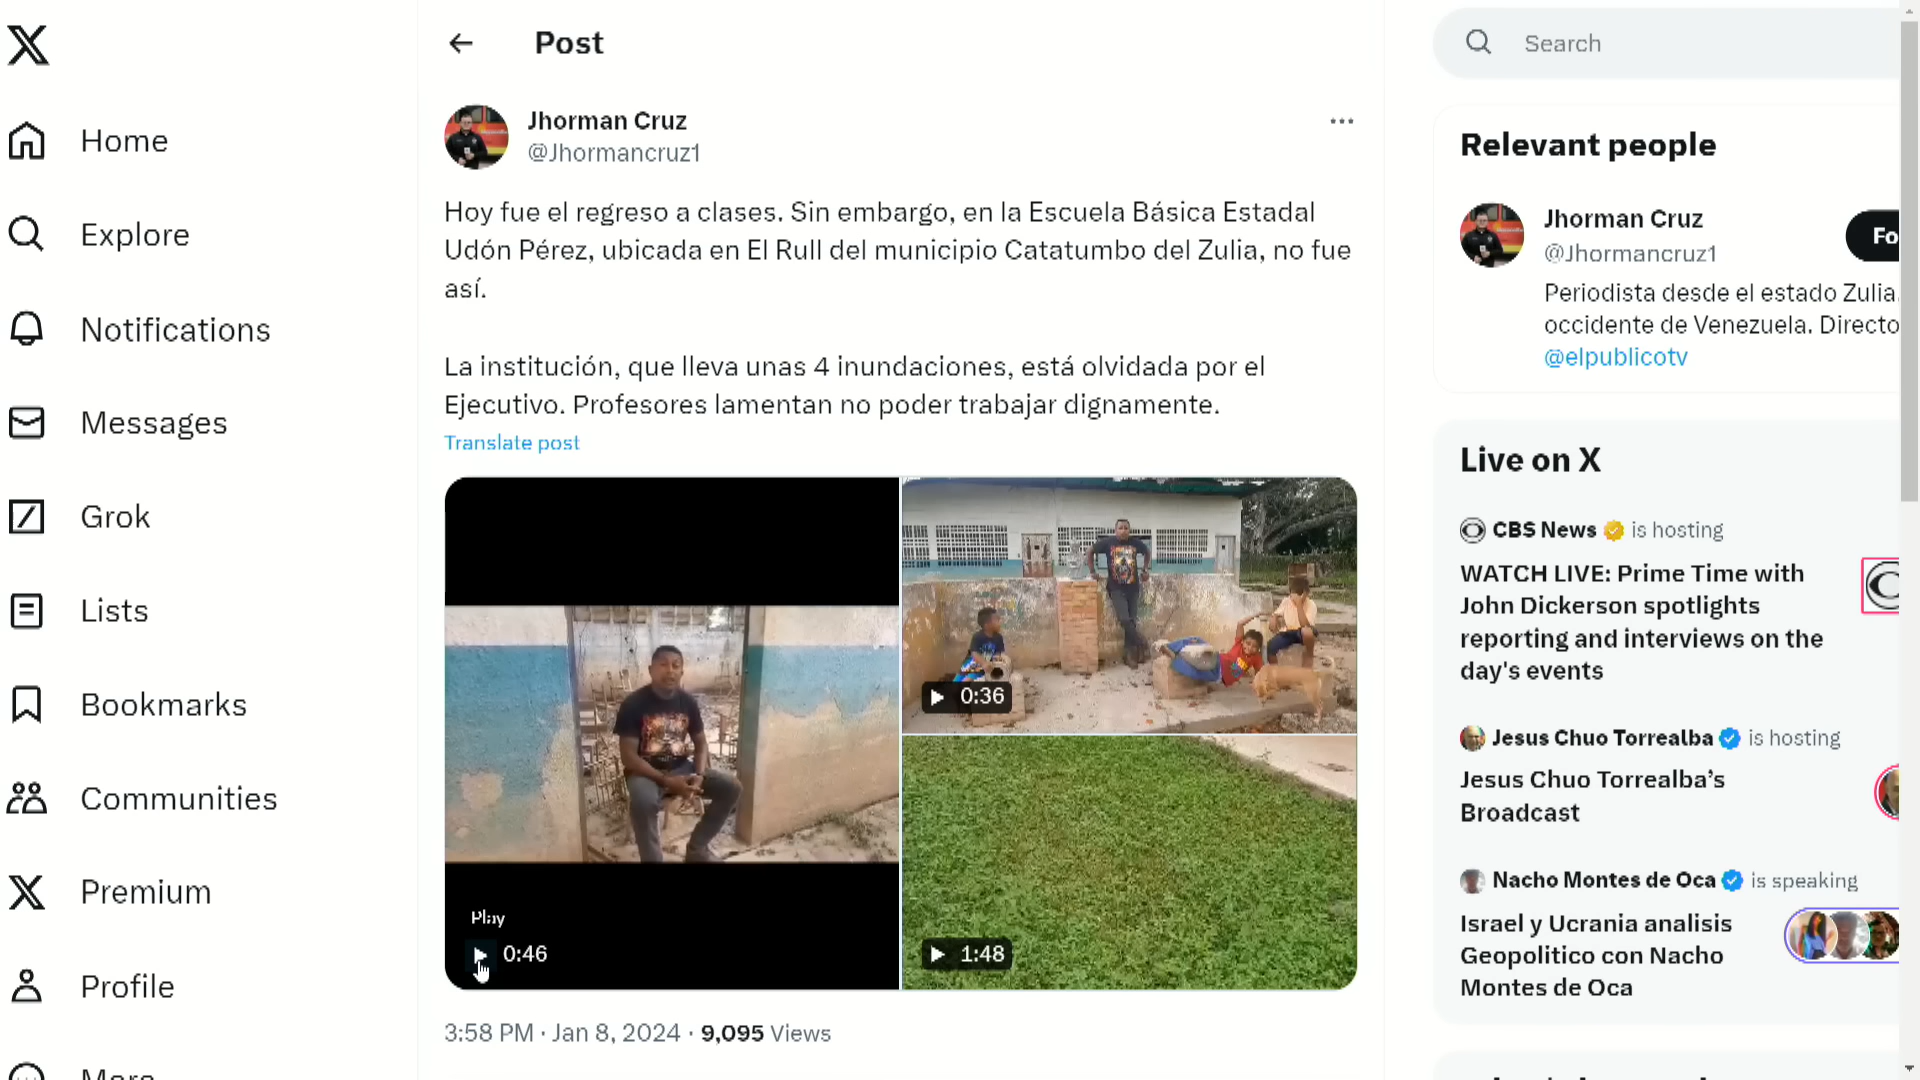 Home
Explore
Notifications
Messages
Grok
Lists
Bookmarks
Communities
Premium
Profile
Post
Jhorman Cruz
@Jhormancruz1
Hoy fue el regreso a clases. Sin embargo, en la Escuela Básica Estadal
Udón Pérez, ubicada en El Rull del municipio Catatumbo del Zulia, no fue
así.
La institución, que lleva unas 4 inundaciones, está olvidada por el
Ejecutivo. Profesores lamentan no poder trabajar dignamente.
Translate post
Play
0:46
0:36
1:48
3:58 PM · Jan 8, 2024 · 9,095 Views
Search
Relevant people
Jhorman Cruz
@Jhormancruz1
Fo
Periodista desde el estado Zulia.
occidente de Venezuela. Directo
@elpublicotv
Live on X
CBS News is hosting
WATCH LIVE: Prime Time with
John Dickerson spotlights
reporting and interviews on the
day's events
Jesus Chuo Torrealba is hosting
Jesus Chuo Torrealba’s
Broadcast
Nacho Montes de Oca is speaking
Israel y Ucrania analisis
Geopolitico con Nacho
Montes de Oca